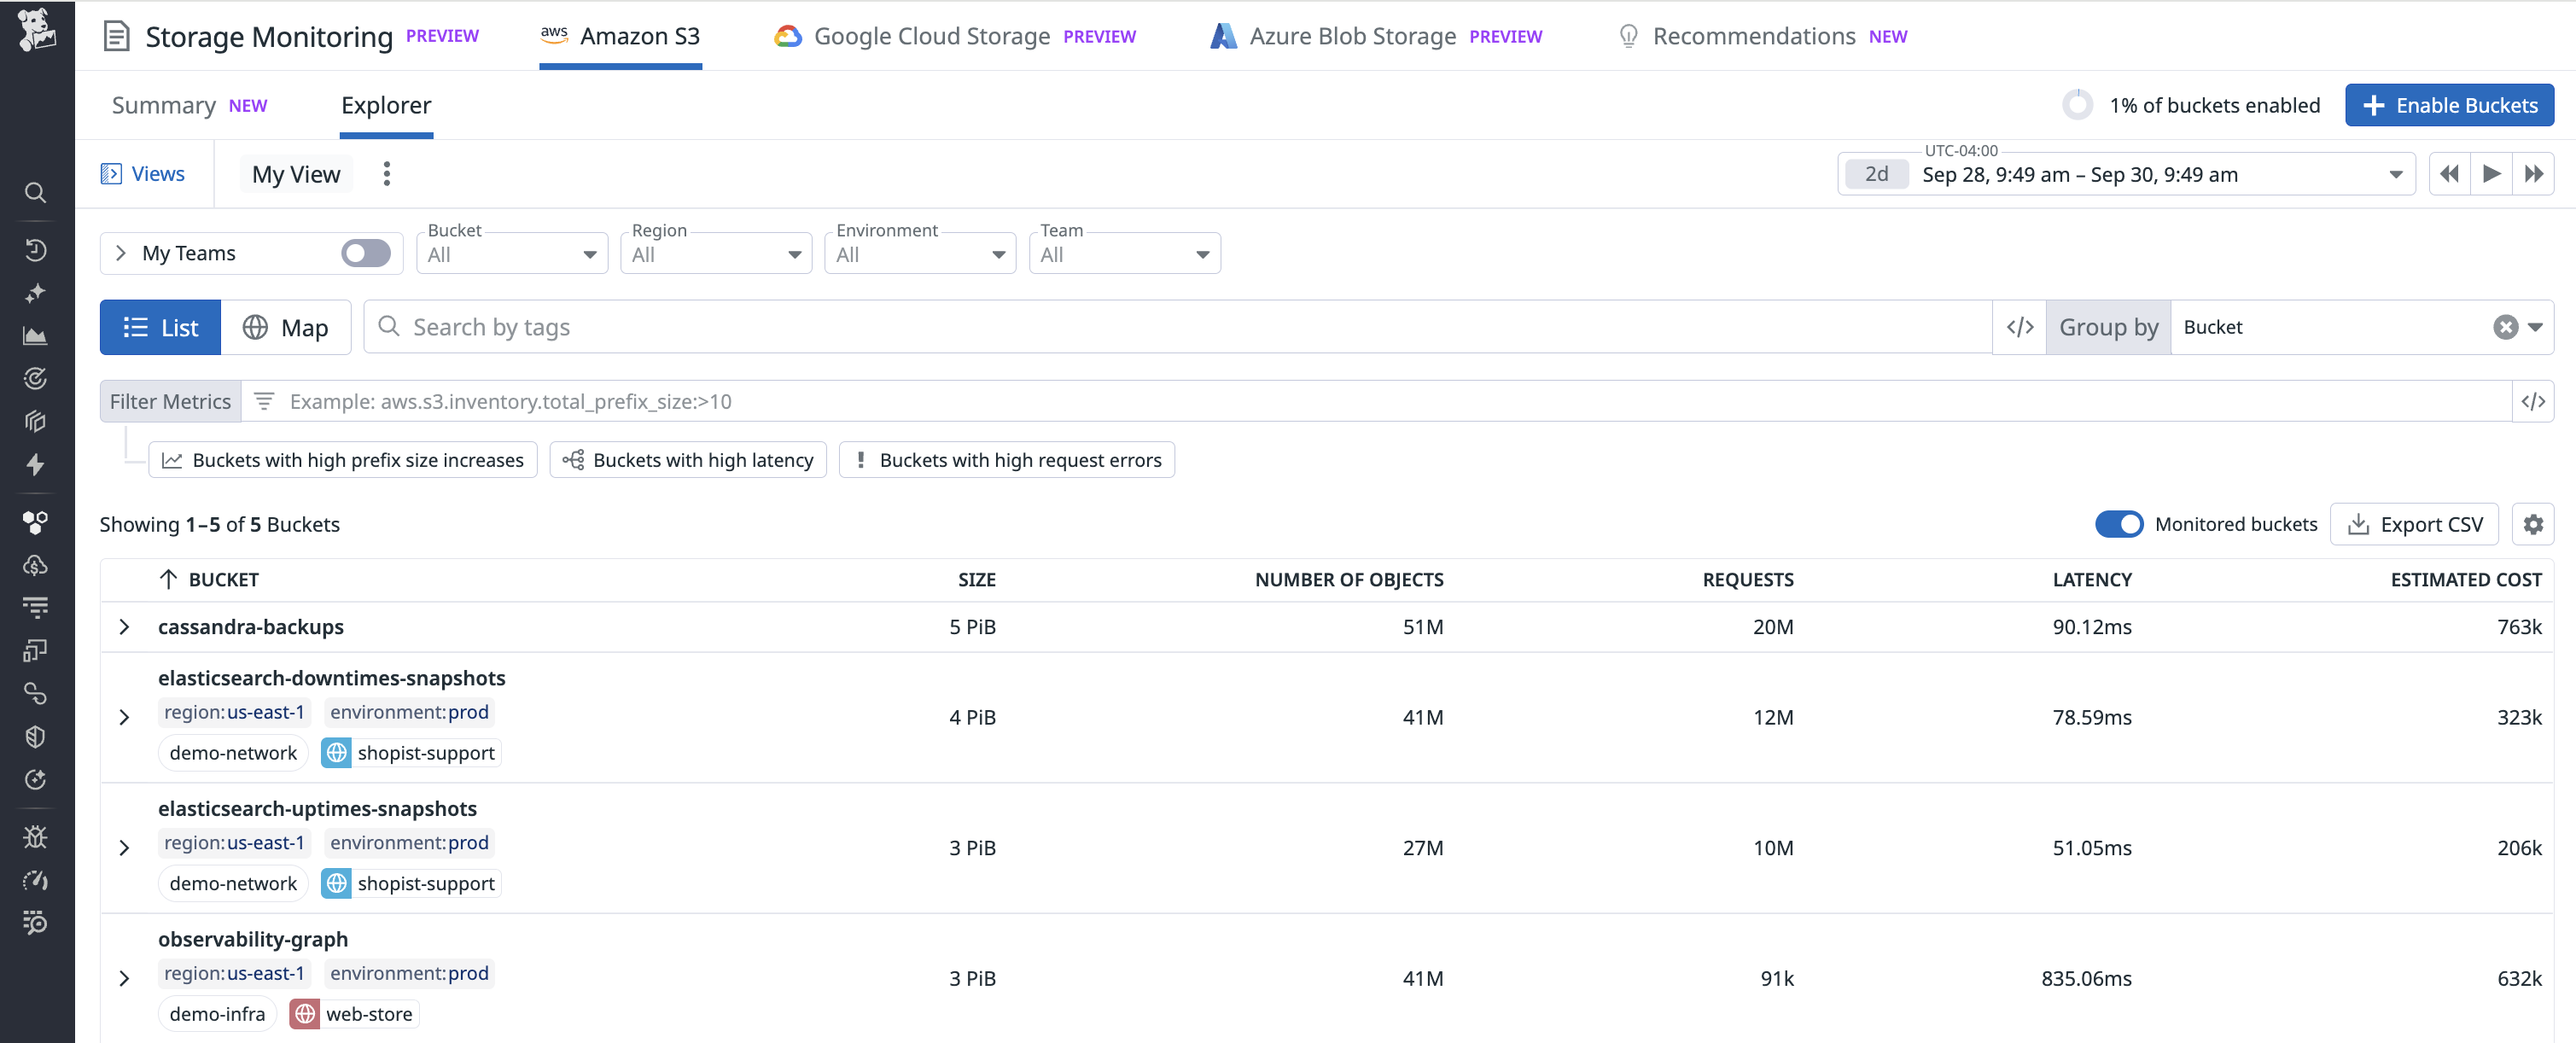 Storage Monitoring PREVIEW
aws Amazon S3
Google Cloud Storage PREVIEW
Azure Blob Storage PREVIEW
Recommendations NEW
Summary NEW
Explorer
1% of buckets enabled
+ Enable Buckets
Views
My View
UTC-04:00
2d Sep 28, 9:49 am – Sep 30, 9:49 am
My Teams
Bucket
All
Region
All
Environment
All
Team
All
List
Map
Search by tags
</>
Group by Bucket
Filter Metrics
Example: aws.s3.inventory.total_prefix_size:>10
</>
Buckets with high prefix size increases
Buckets with high latency
! Buckets with high request errors
Showing 1–5 of 5 Buckets
Monitored buckets
Export CSV
BUCKET SIZE NUMBER OF OBJECTS REQUESTS LATENCY ESTIMATED COST
cassandra-backups 5 PiB 51M 20M 90.12ms 763k
elasticsearch-downtimes-snapshots
region:us-east-1 environment:prod
4 PiB 41M 12M 78.59ms 323k
demo-network shopist-support
elasticsearch-uptimes-snapshots
region:us-east-1 environment:prod
3 PiB 27M 10M 51.05ms 206k
demo-network shopist-support
observability-graph
region:us-east-1 environment:prod
3 PiB 41M 91k 835.06ms 632k
demo-infra web-store